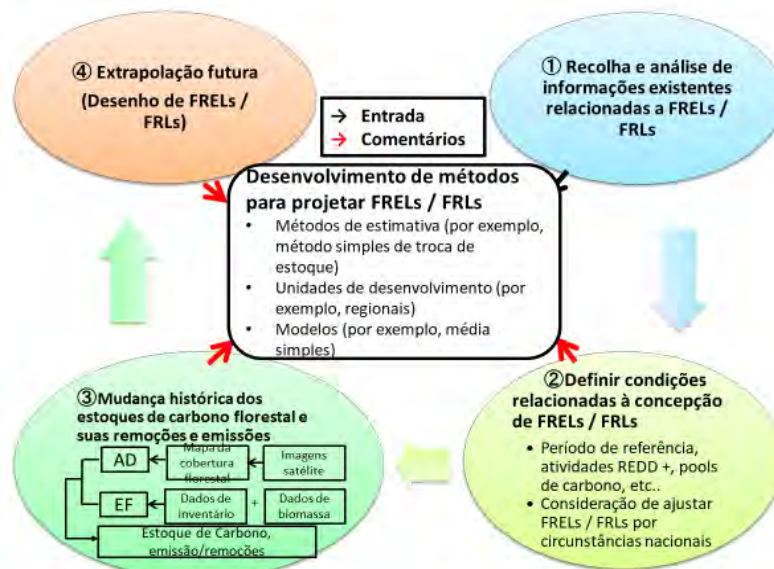 ④ Extrapolação futura
(Desenho de FRELs /
FRLs)
① Recolha e análise de
informações existentes
relacionadas a FRELs /
FRLs
→ Entrada
→ Comentários
Desenvolvimento de métodos
para projetar FRELs / FRLs
• Métodos de estimativa (por exemplo,
método simples de troca de
estoque)
• Unidades de desenvolvimento (por
exemplo, regionais)
• Modelos (por exemplo, média
simples)
③Mudança histórica dos
estoques de carbono florestal e
suas remoções e emissões
AD
Mapa da
cobertura
florestal
Imagens
satélite
EF
Dados de
inventário
+
Dados de
biomassa
Estoque de Carbono,
emissão/remoções
②Definir condições
relacionadas à concepção
de FRELs / FRLs
• Período de referência,
atividades REDD +, pools
de carbono, etc..
• Consideração de ajustar
FRELs / FRLs por
circunstâncias nacionais